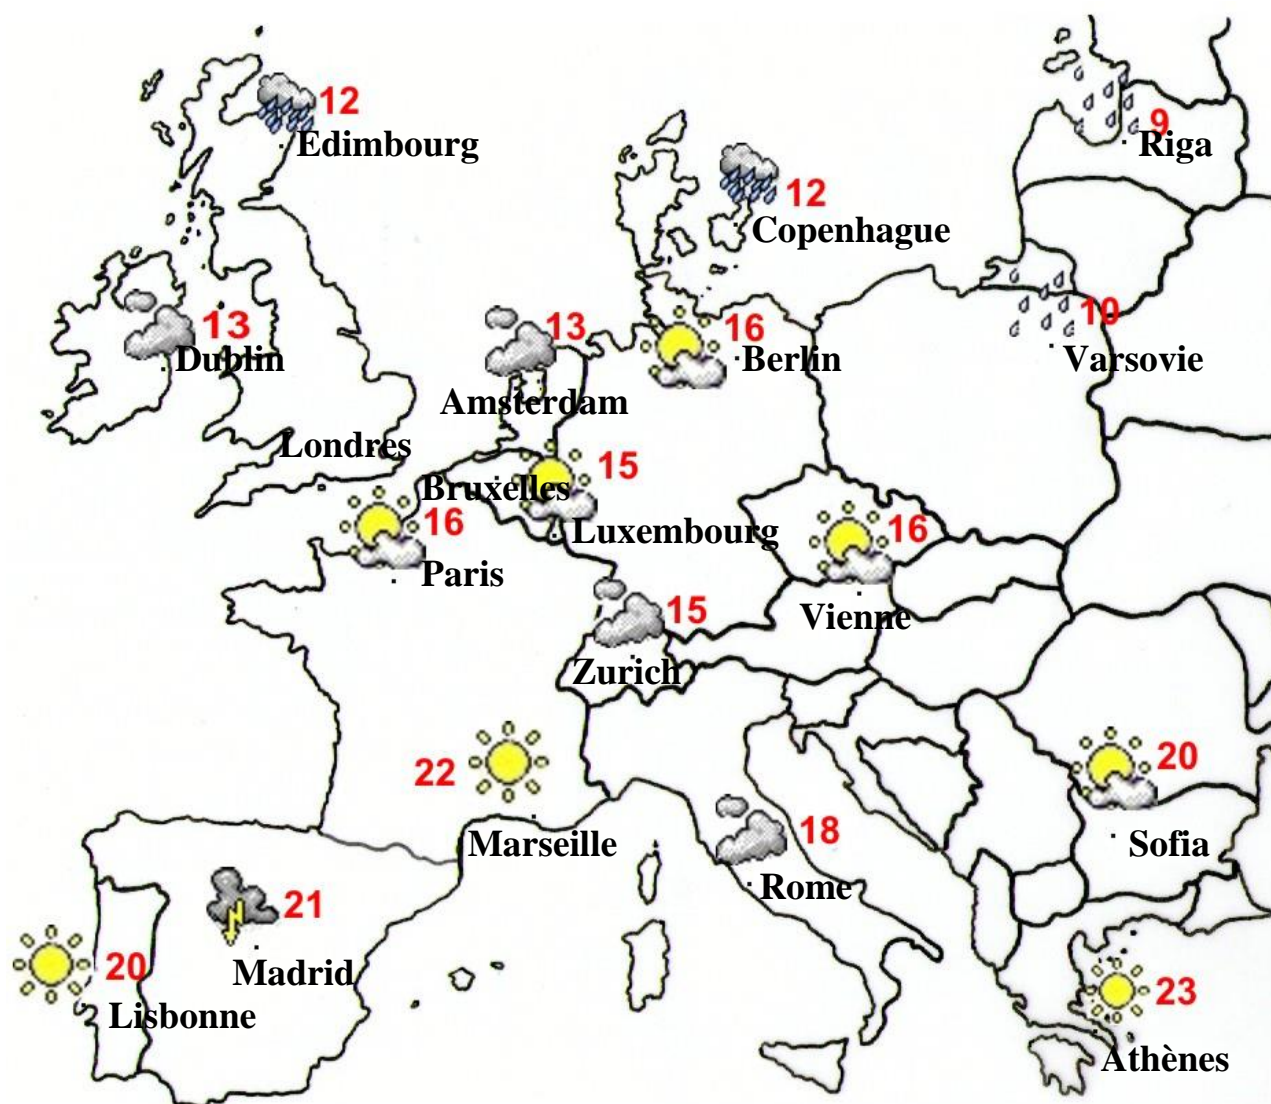 12
Edimbourg
9
Riga
12
Copenhague
13
Dublin
13
Amsterdam
16
Berlin
10
Varsovie
Londres
Bruxelles
15
Luxembourg
16
Paris
16
Vienne
15
Zurich
22
Marseille
20
Sofia
18
Rome
21
Madrid
20
Lisbonne
23
Athènes